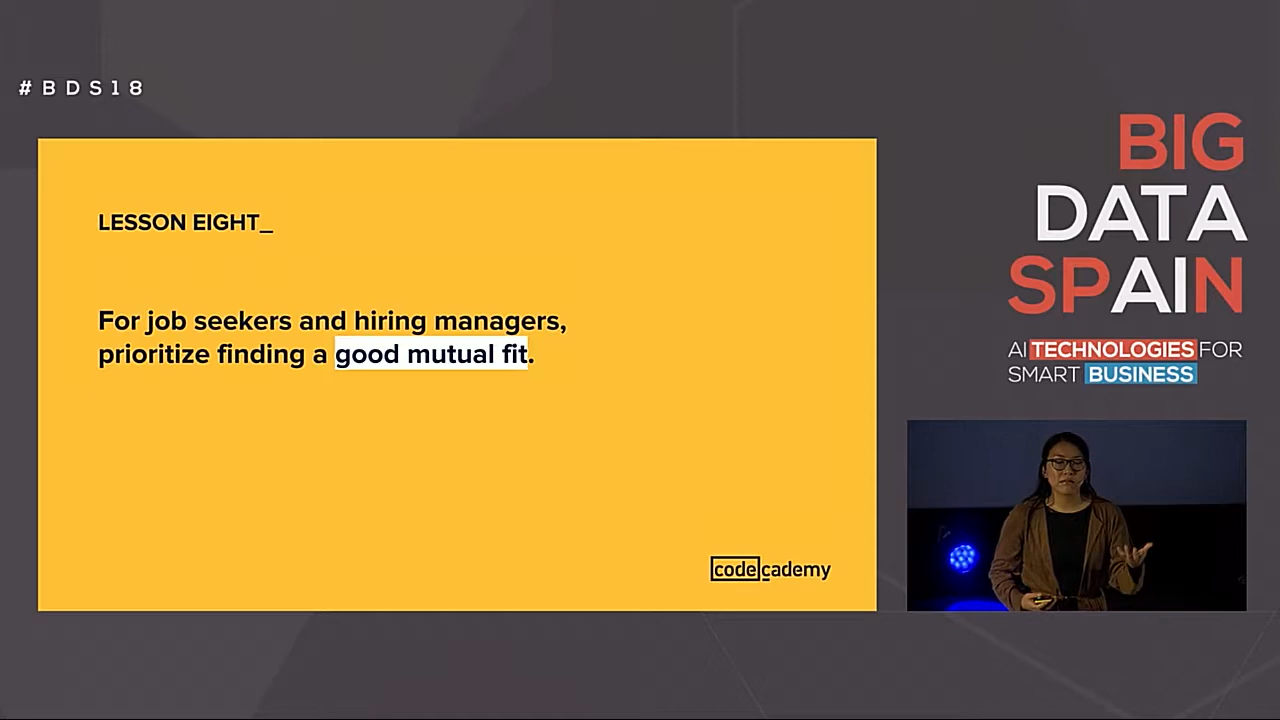 #BDS18
LESSON EIGHT_
For job seekers and hiring managers,
prioritize finding a good mutual fit.
codecademy
BIG
DATA
SPAIN
AI TECHNOLOGIES FOR
SMART BUSINESS